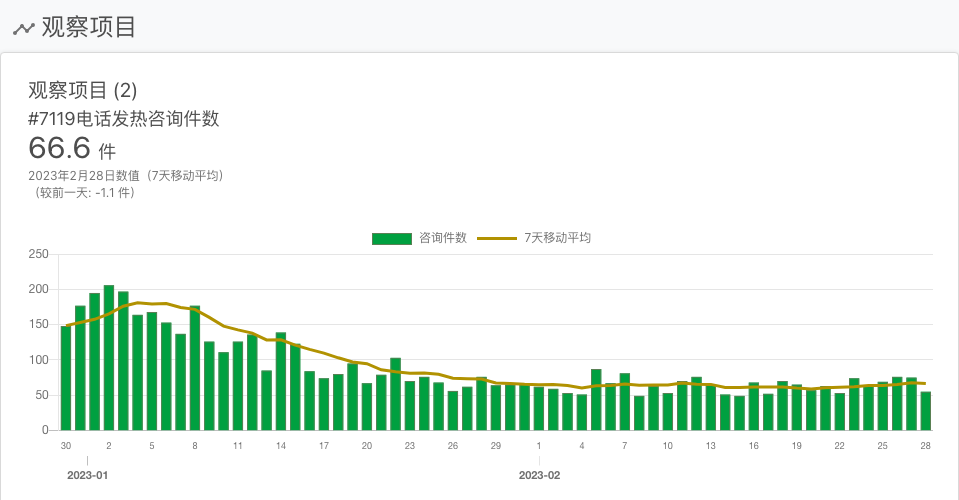 观察项目
观察项目 (2)
#7119电话发热咨询件数
66.6 件
2023年2月28日数值（7天移动平均）
（较前一天: -1.1 件）
咨询件数 7天移动平均
250
200
150
100
50
0
30 2 5 8 11 14 17 20 23 26 29 1 4 7 10 13 16 19 22 25 28
2023-01 2023-02